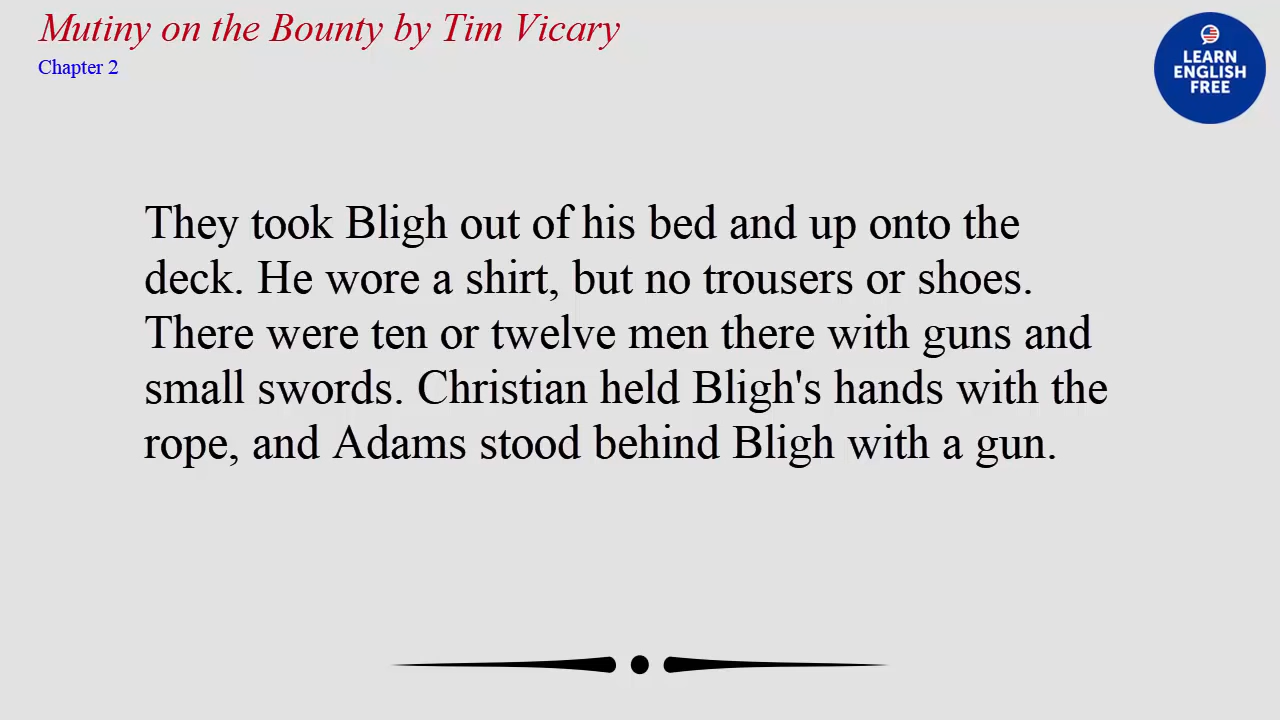 Mutiny on the Bounty by Tim Vicary
Chapter 2
LEARN
ENGLISH
FREE
They took Bligh out of his bed and up onto the
deck. He wore a shirt, but no trousers or shoes.
There were ten or twelve men there with guns and
small swords. Christian held Bligh's hands with the
rope, and Adams stood behind Bligh with a gun.